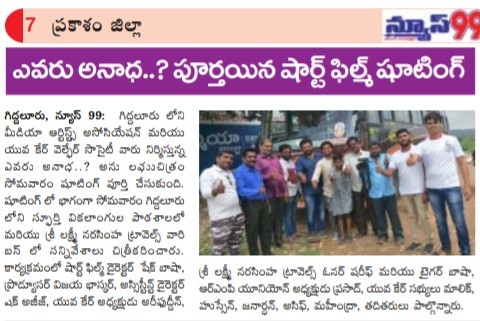 7 ప్రకాశం జిల్లా
న్యూస్ 99
ఎవరు అనాధ..? పూర్తయిన షార్ట్ ఫిల్మ్ షూటింగ్
గిద్దలూరు, న్యూస్ 99: గిద్దలూరు లోని
మీడియా ఆర్టిస్ట్స్ అసోసియేషన్ మరియు
యువ కేర్ వెల్ఫేర్ సొసైటీ వారు నిర్మిస్తున్న
ఎవరు అనాధ..? అను లఘుచిత్రం
సోమవారం షూటింగ్ పూర్తి చేసుకుంది.
షూటింగ్ లో భాగంగా సోమవారం గిద్దలూరు
లోని స్ఫూర్తి వికలాంగుల పాఠశాలలో
మరియు శ్రీ లక్ష్మీ నరసింహ ట్రావెల్స్ వారి
బస్ లో సన్నివేశాలు చిత్రీకరించారు.
కార్యక్రమంలో షార్ట్ ఫిల్మ్ డైరెక్టర్ షేక్ బాషా,
ప్రొడ్యూసర్ విజయ భాస్కర్, అసిస్టెంట్ డైరెక్టర్
షేక్ అజీజ్, యువ కేర్ అధ్యక్షుడు ఆరీఫుద్దీన్,
శ్రీ లక్ష్మీ నరసింహ ట్రావెల్స్ ఓనర్ షరీఫ్ మరియు టైగర్ బాషా,
ఆర్ఎంపి యూనియన్ అధ్యక్షుడు ప్రసాద్, యువ కేర్ సభ్యులు మాలిక్,
హుస్సేన్, జనార్ధన్, ఆసిఫ్, మహేంద్రా, తదితరులు పాల్గొన్నారు.